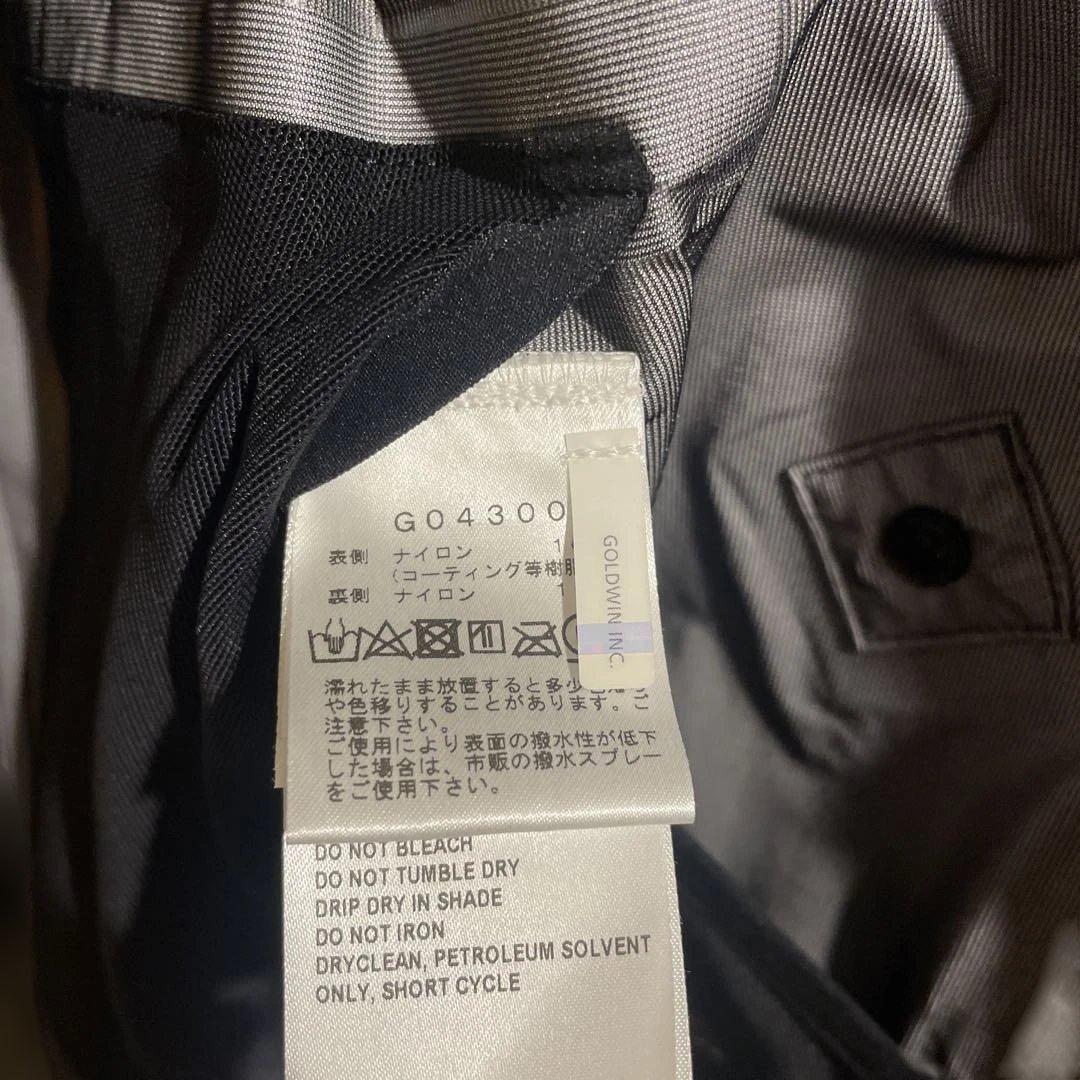 G04300
表側 ナイロン 1
(コーティング等樹脂
裏側 ナイロン 1
GOLDWIN INC.
濡れたまま放置すると多少
や色移りすることがあります。ご
注意下さい。
ご使用により表面の撥水性が低下
した場合は、市販の撥水スプレー
をご使用下さい。
DO NOT BLEACH
DO NOT TUMBLE DRY
DRIP DRY IN SHADE
DO NOT IRON
DRYCLEAN, PETROLEUM SOLVENT
ONLY, SHORT CYCLE